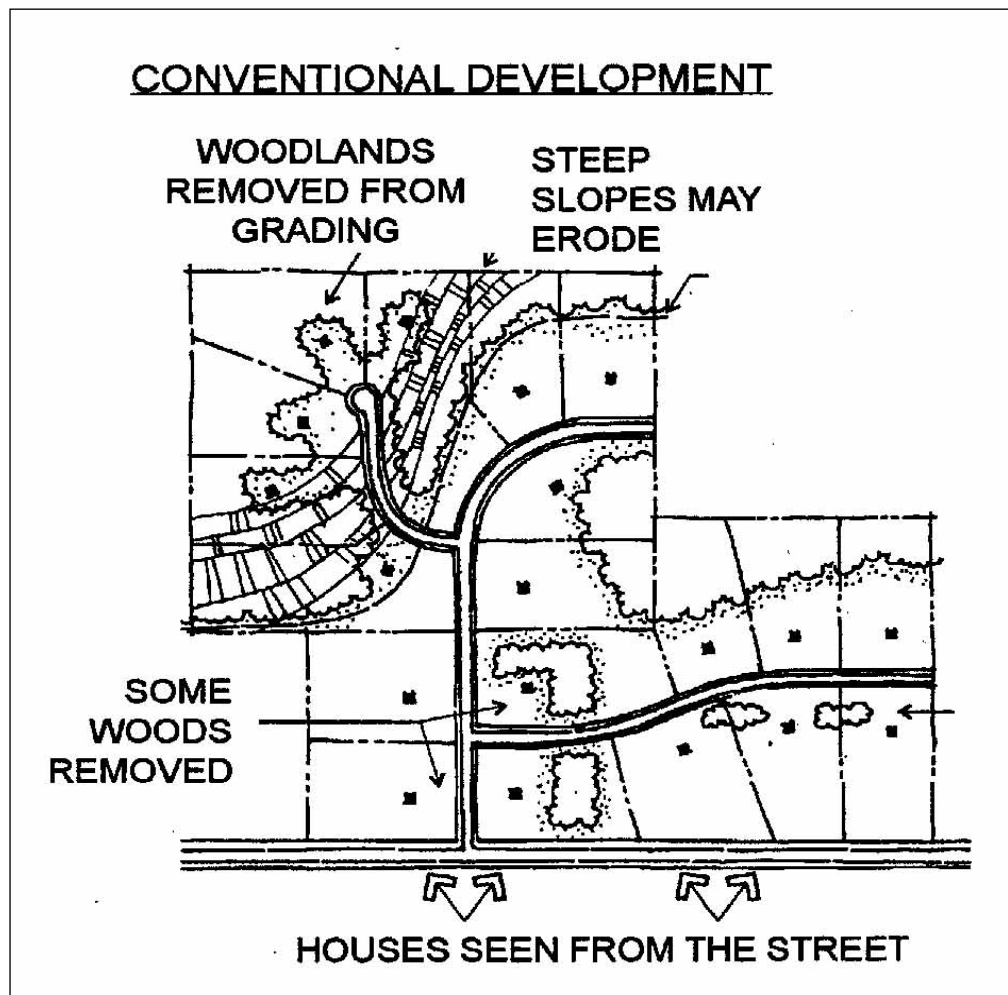 CONVENTIONAL DEVELOPMENT
WOODLANDS
REMOVED FROM
GRADING
STEEP
SLOPES MAY
ERODE
SOME
WOODS
REMOVED
HOUSES SEEN FROM THE STREET